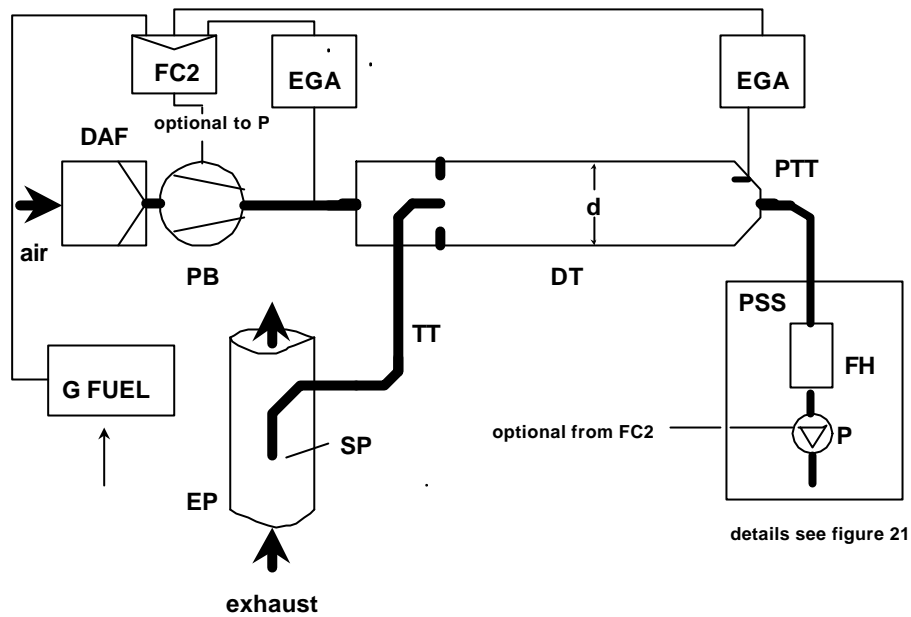 FC2
EGA
EGA
optional to P
DAF
PTT
d
air
PB
DT
PSS
TT
FH
G FUEL
optional from FC2
P
SP
EP
details see figure 21
exhaust